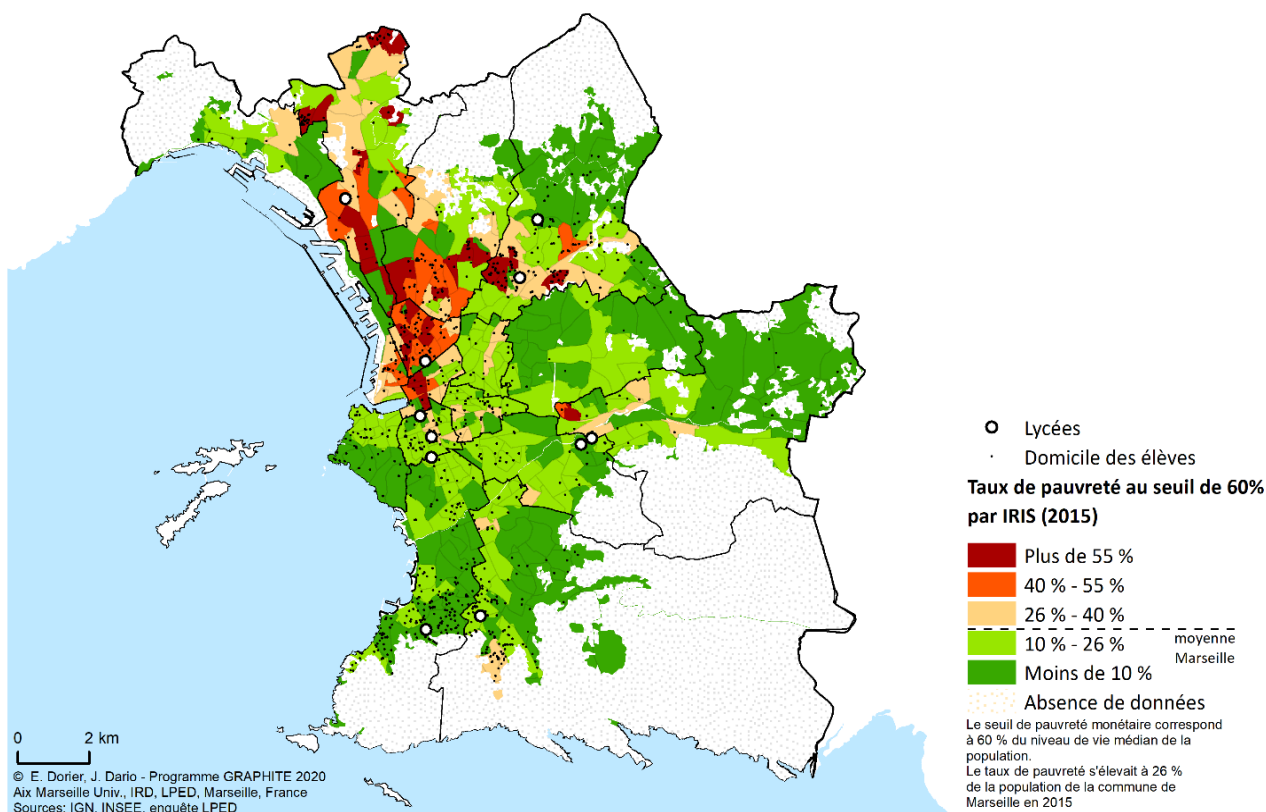 Lycées
Domicile des élèves
Taux de pauvreté au seuil de 60%
par IRIS (2015)
Plus de 55 %
40 % - 55 %
26 % - 40 %
moyenne
Marseille
10 % - 26 %
Moins de 10 %
Absence de données
Le seuil de pauvreté monétaire correspond
à 60 % du niveau de vie médian de la
population.
Le taux de pauvreté s'élevait à 26 %
de la population de la commune de
Marseille en 2015
0 2 km
© E. Dorier, J. Dario - Programme GRAPHITE 2020
Aix Marseille Univ., IRD, LPED, Marseille, France
Sources: IGN, INSEE, enquête LPED